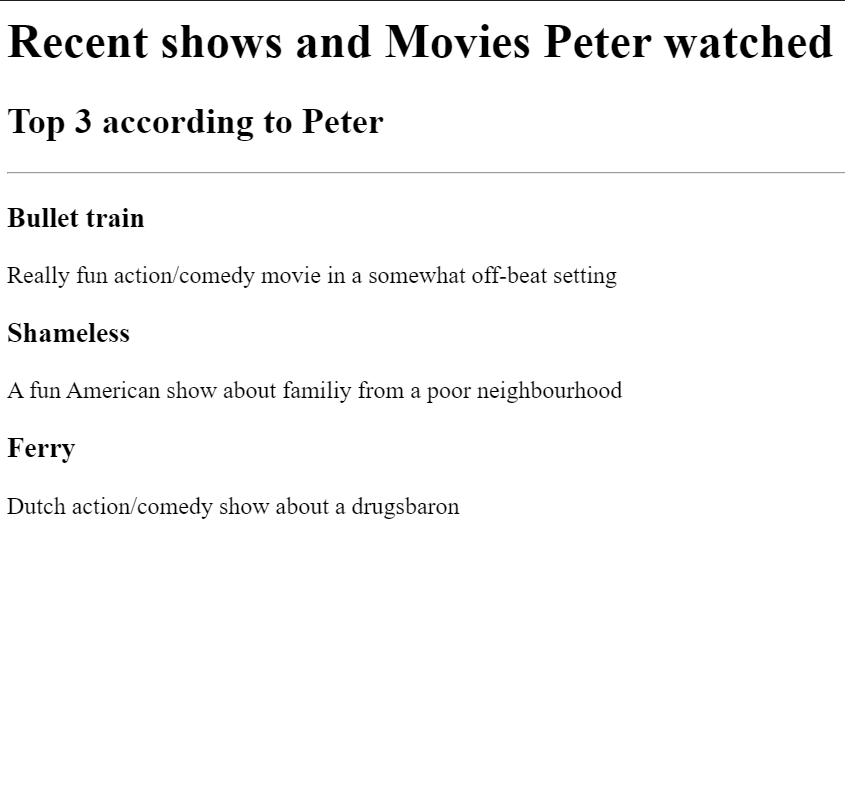 Recent shows and Movies Peter watched
Top 3 according to Peter
Bullet train
Really fun action/comedy movie in a somewhat off-beat setting
Shameless
A fun American show about familiy from a poor neighbourhood
Ferry
Dutch action/comedy show about a drugsbaron